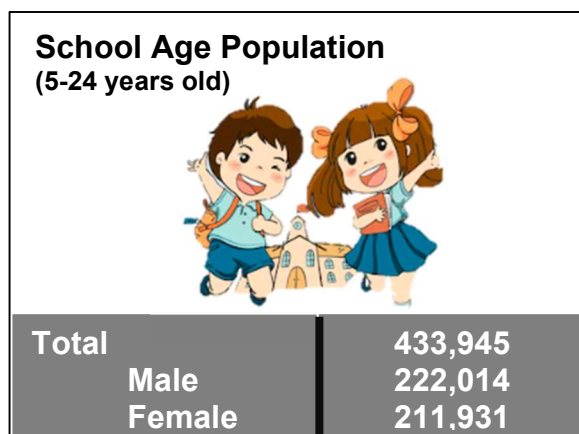 School Age Population
(5-24 years old)
Total 433,945
Male 222,014
Female 211,931